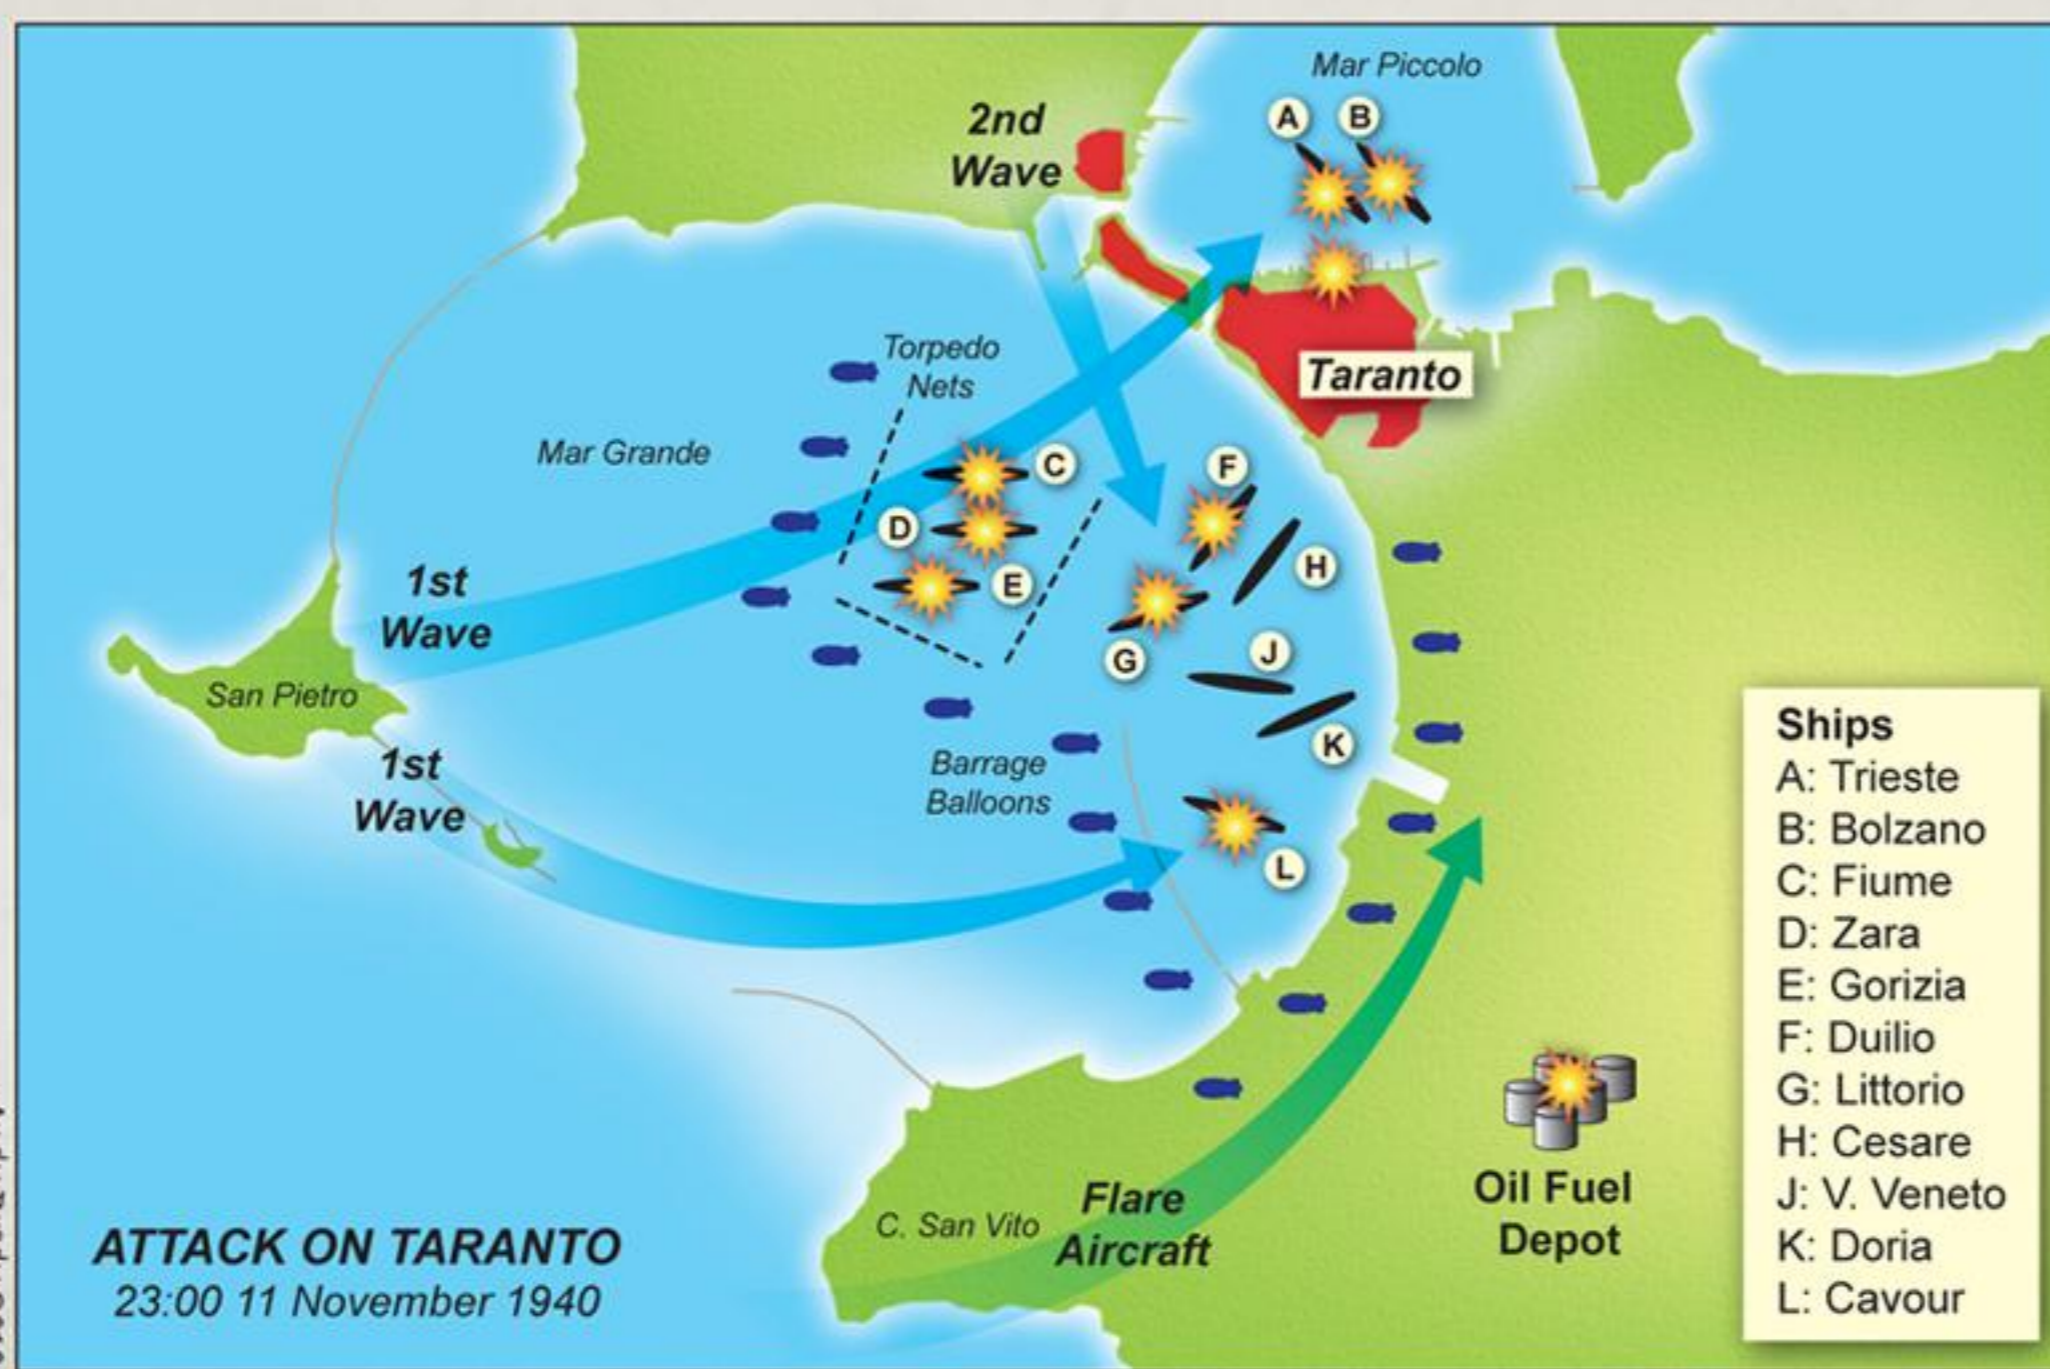 Mar Piccolo
A
B
2nd
Wave
Torpedo
Nets
Taranto
Mar Grande
C
F
D
H
E
1st
Wave
J
G
San Pietro
K
1st
Wave
Barrage
Balloons
L
Ships
A: Trieste
B: Bolzano
C: Fiume
D: Zara
E: Gorizia
F: Duilio
G: Littorio
H: Cesare
J: V. Veneto
K: Doria
L: Cavour
Oil Fuel
Depot
C. San Vito
Flare
Aircraft
ATTACK ON TARANTO
23:00 11 November 1940